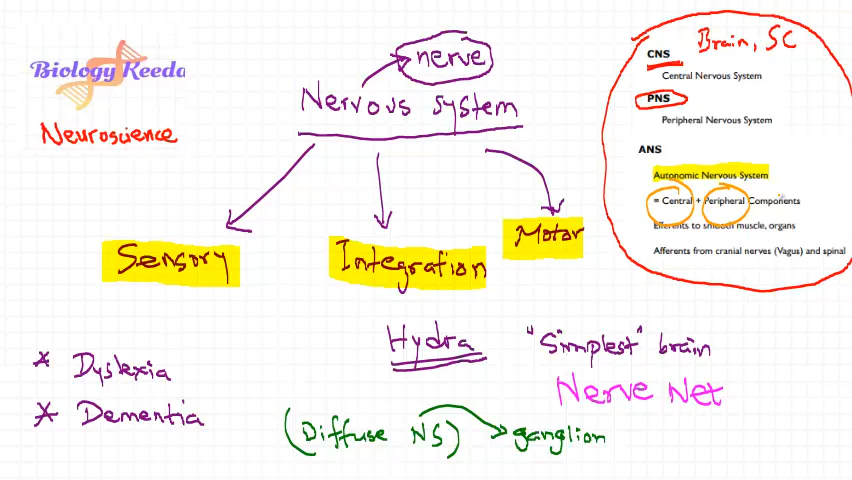 Biology Keeda
Neuroscience
nerve
Nervous system
Sensory
Integration
Motor
CNS
Brain, SC
Central Nervous System
PNS
Peripheral Nervous System
ANS
Autonomic Nervous System
= Central + Peripheral Components
Efferents to smooth muscle, organs
Afferents from cranial nerves (Vagus) and spinal
* Dyslexia
* Dementia
Hydra
"Simplest" brain
Nerve Net
(Diffuse NS)
ganglion